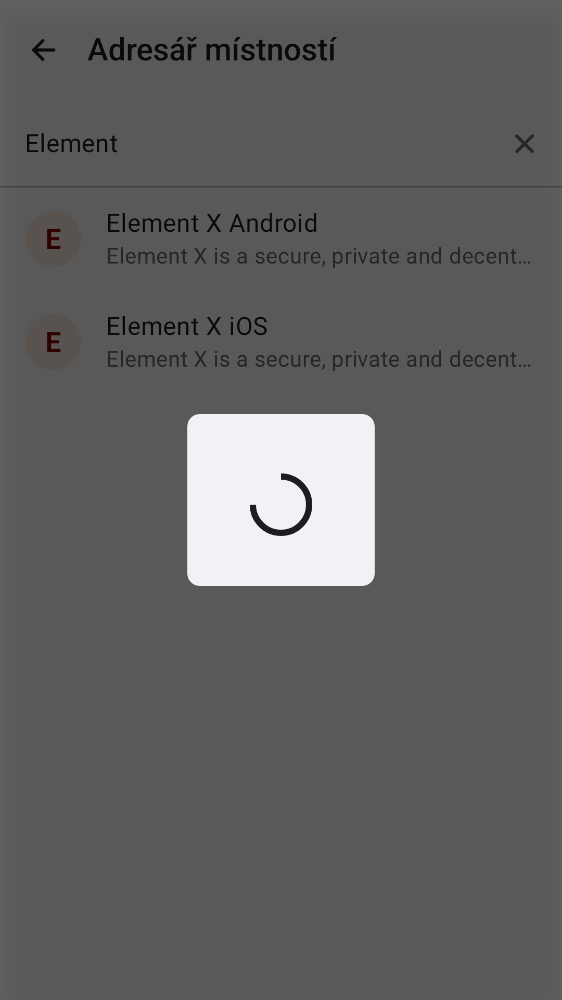 Adresář místností
Element
E
Element X Android
Element X is a secure, private and decent…
E
Element X iOS
Element X is a secure, private and decent…